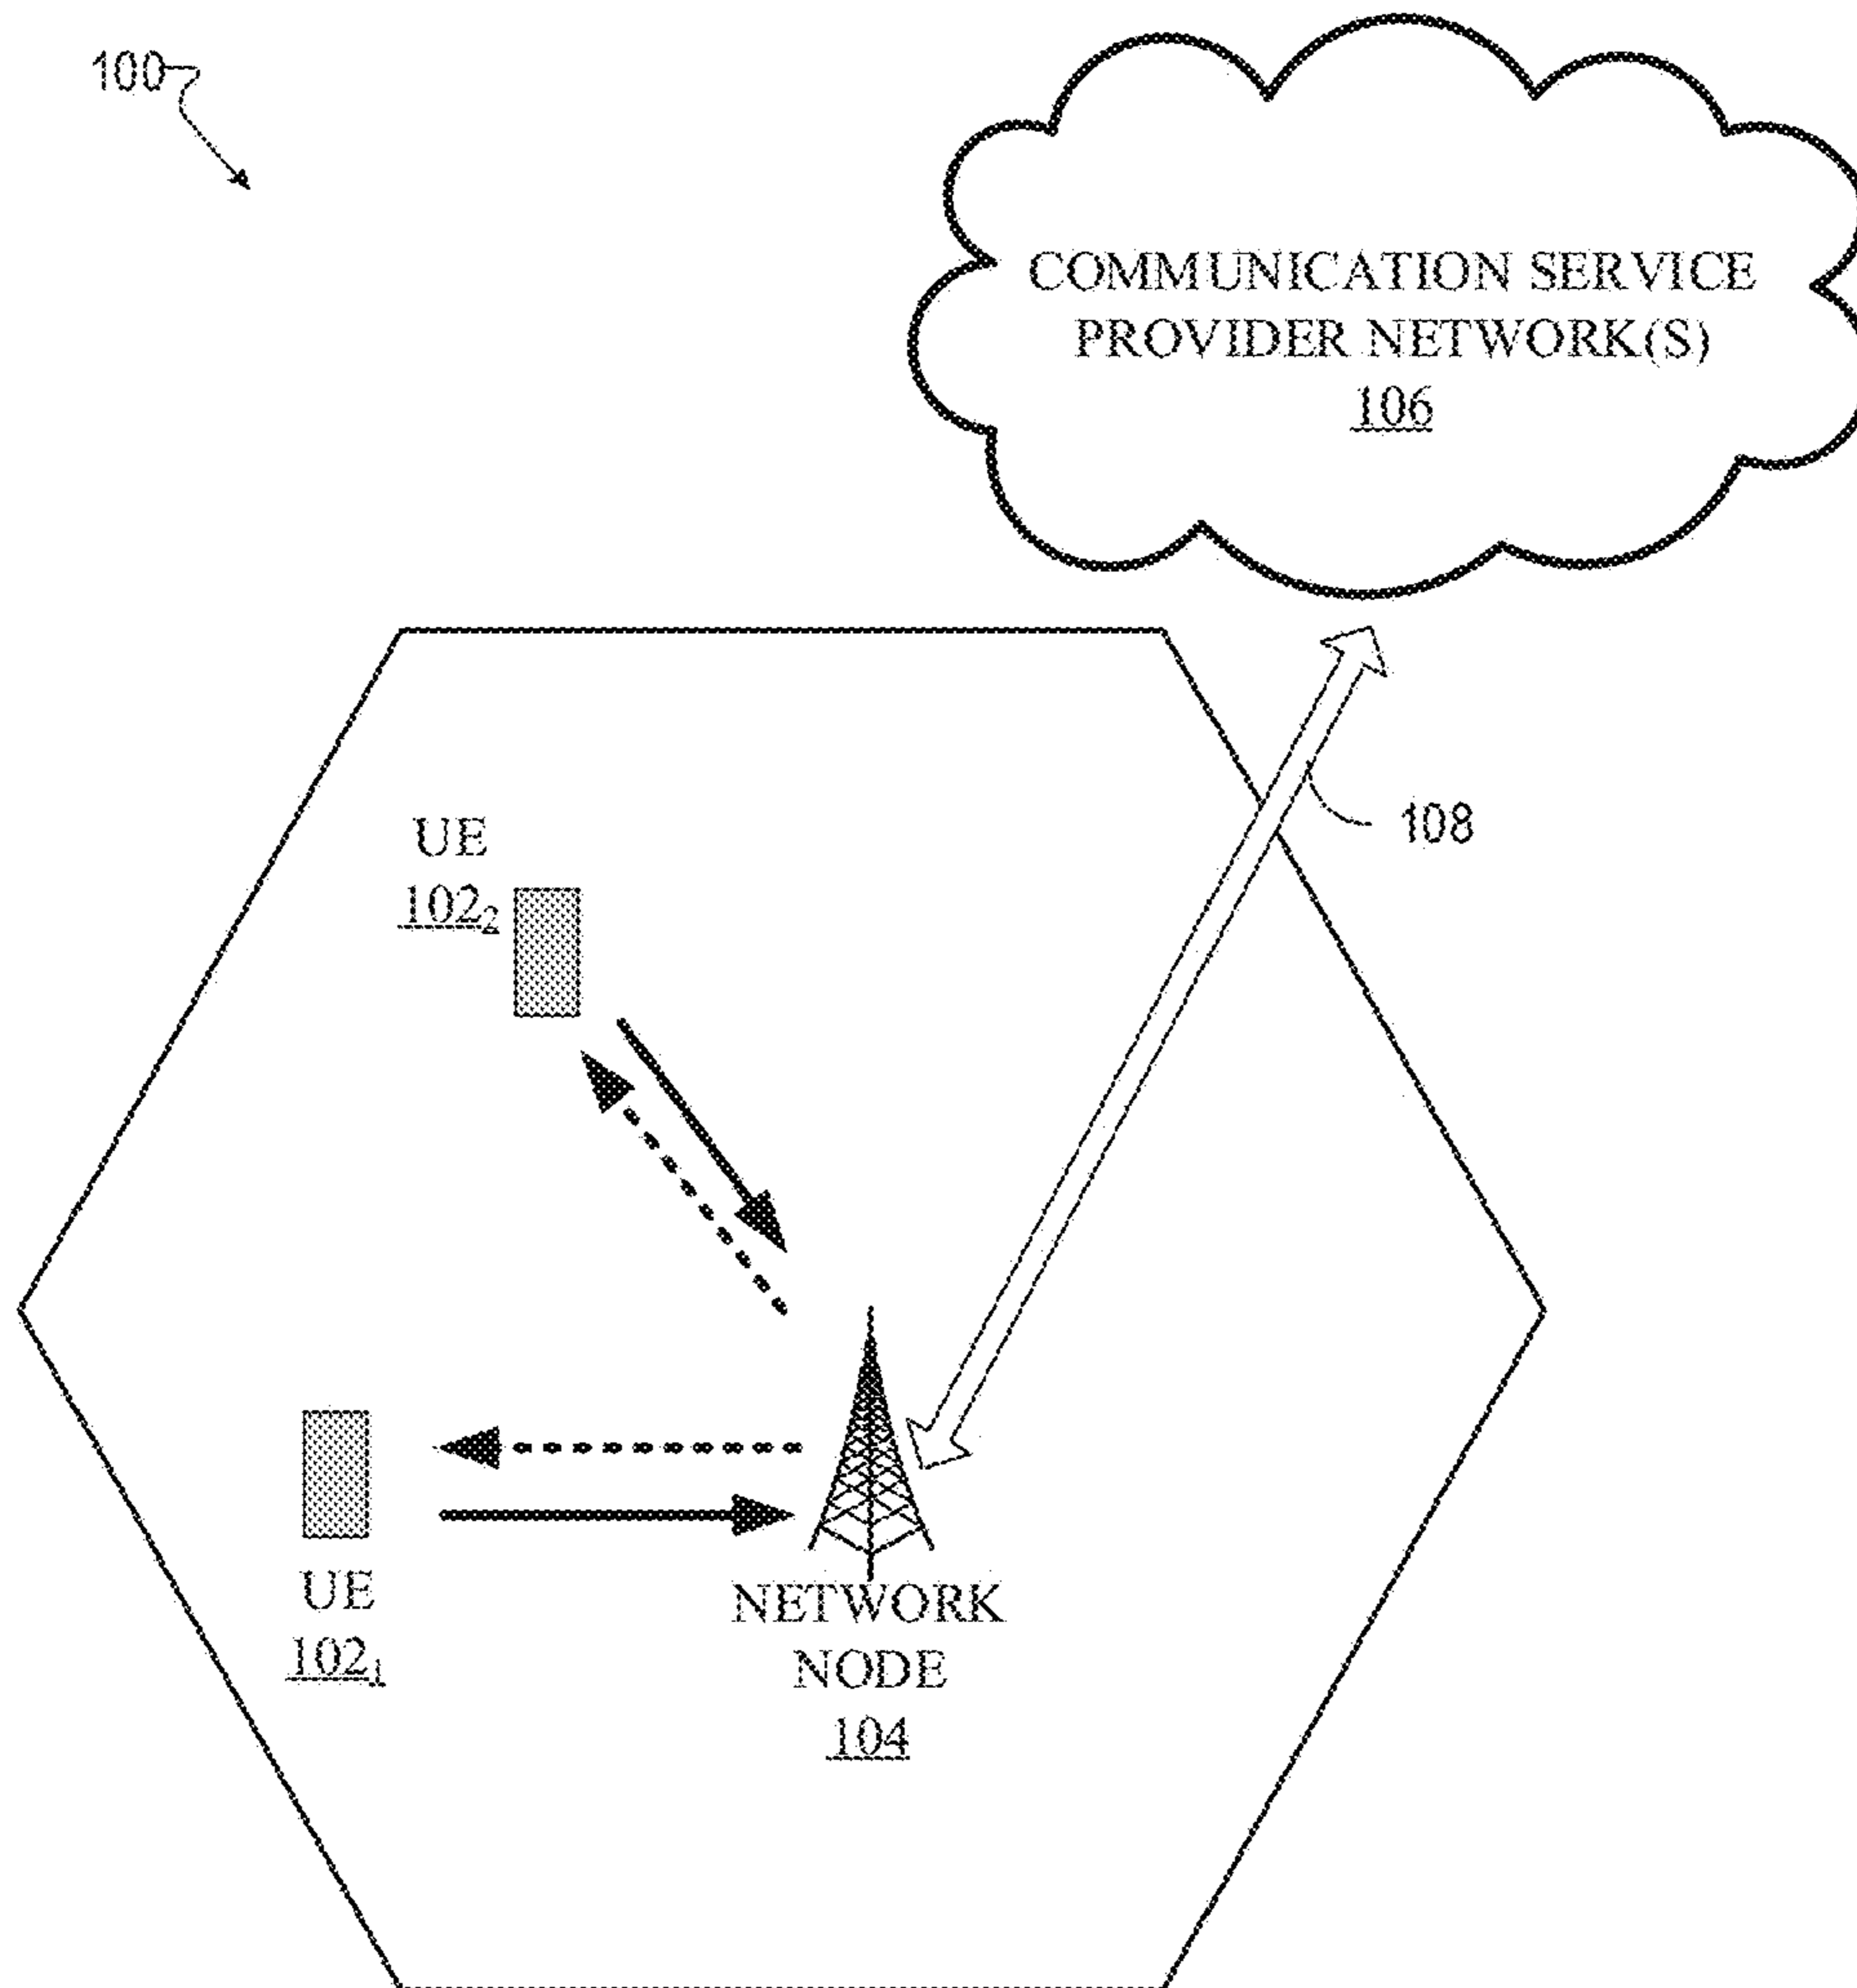 100
COMMUNICATION SERVICE
PROVIDER NETWORK(S)
106
108
UE
102₂
UE
102₁
NETWORK
NODE
104